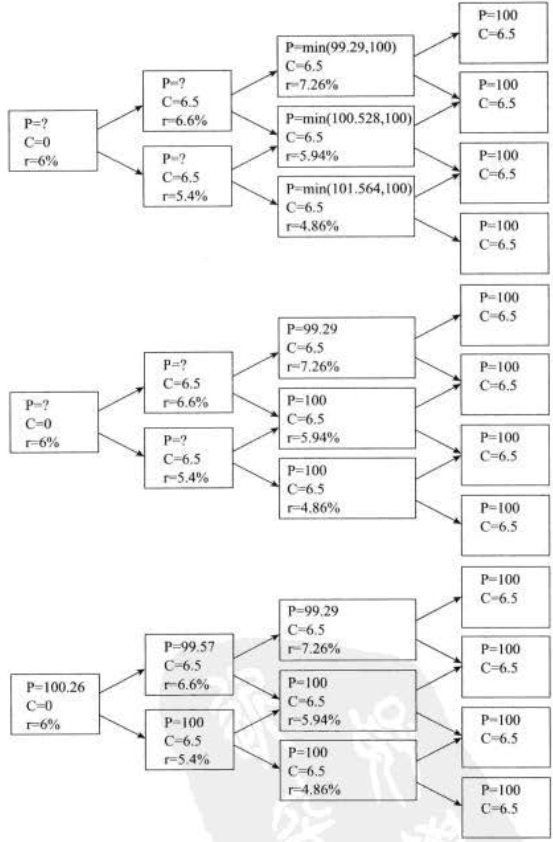 P=?
C=0
r=6%
P=?
C=6.5
r=6.6%
P=?
C=6.5
r=5.4%
P=min(99.29,100)
C=6.5
r=7.26%
P=min(100.528,100)
C=6.5
r=5.94%
P=min(101.564,100)
C=6.5
r=4.86%
P=100
C=6.5
P=100
C=6.5
P=100
C=6.5
P=100
C=6.5
P=?
C=0
r=6%
P=?
C=6.5
r=6.6%
P=?
C=6.5
r=5.4%
P=99.29
C=6.5
r=7.26%
P=100
C=6.5
r=5.94%
P=100
C=6.5
r=4.86%
P=100
C=6.5
P=100
C=6.5
P=100
C=6.5
P=100
C=6.5
P=100.26
C=0
r=6%
P=99.57
C=6.5
r=6.6%
P=100
C=6.5
r=5.4%
P=99.29
C=6.5
r=7.26%
P=100
C=6.5
r=5.94%
P=100
C=6.5
r=4.86%
P=100
C=6.5
P=100
C=6.5
P=100
C=6.5
P=100
C=6.5